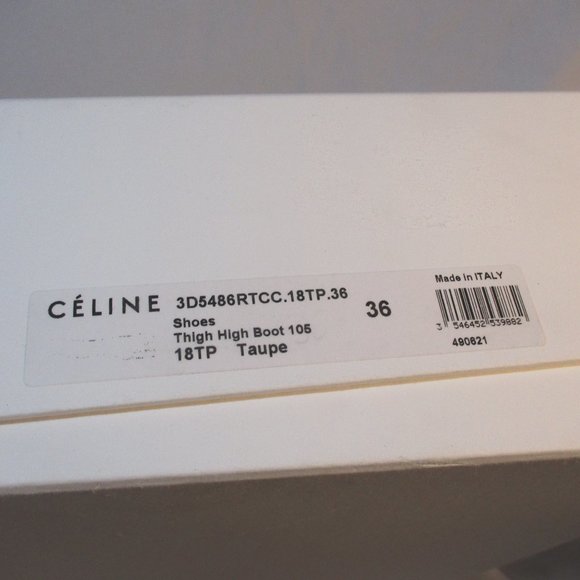 CÉLINE
3D5486RTCC.18TP.36
Shoes
Thigh High Boot 105
18TP Taupe
36
Made in ITALY
3 546452 539882
490621